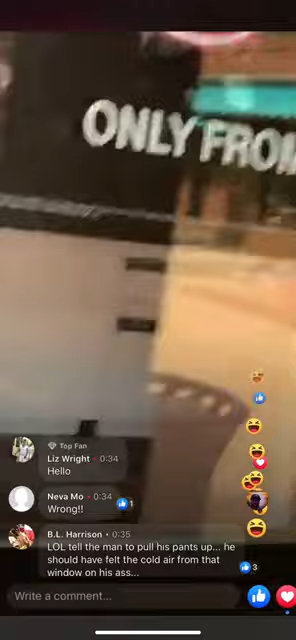 ONLY FROM
Top Fan
Liz Wright • 0:34
Hello
Neva Mo • 0:34
Wrong!!
1
B.L. Harrison • 0:35
LOL tell the man to pull his pants up... he
should have felt the cold air from that
window on his ass...
3
Write a comment...